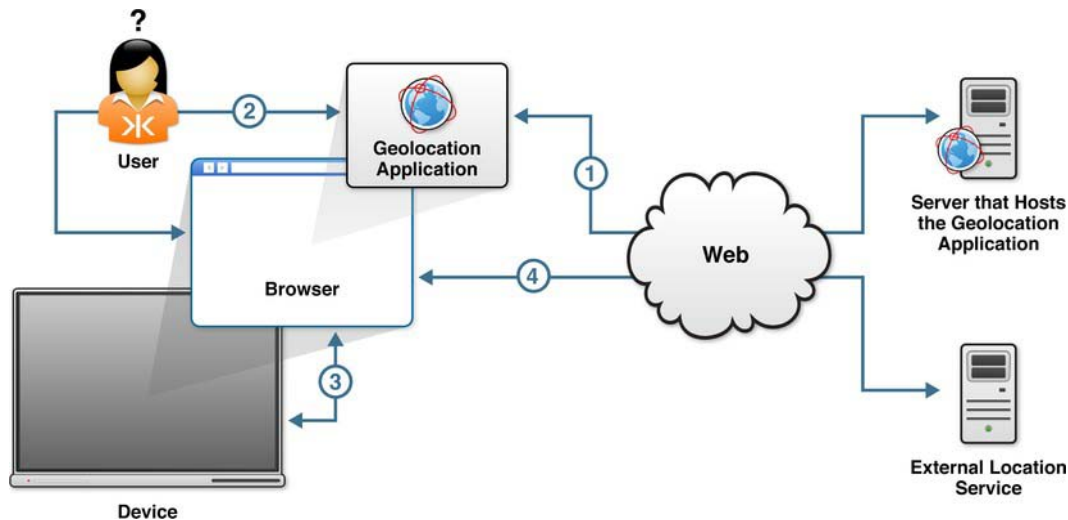 ?
User
2
Geolocation
Application
1
Browser
Web
4
3
Device
Server that Hosts
the Geolocation
Application
External Location
Service